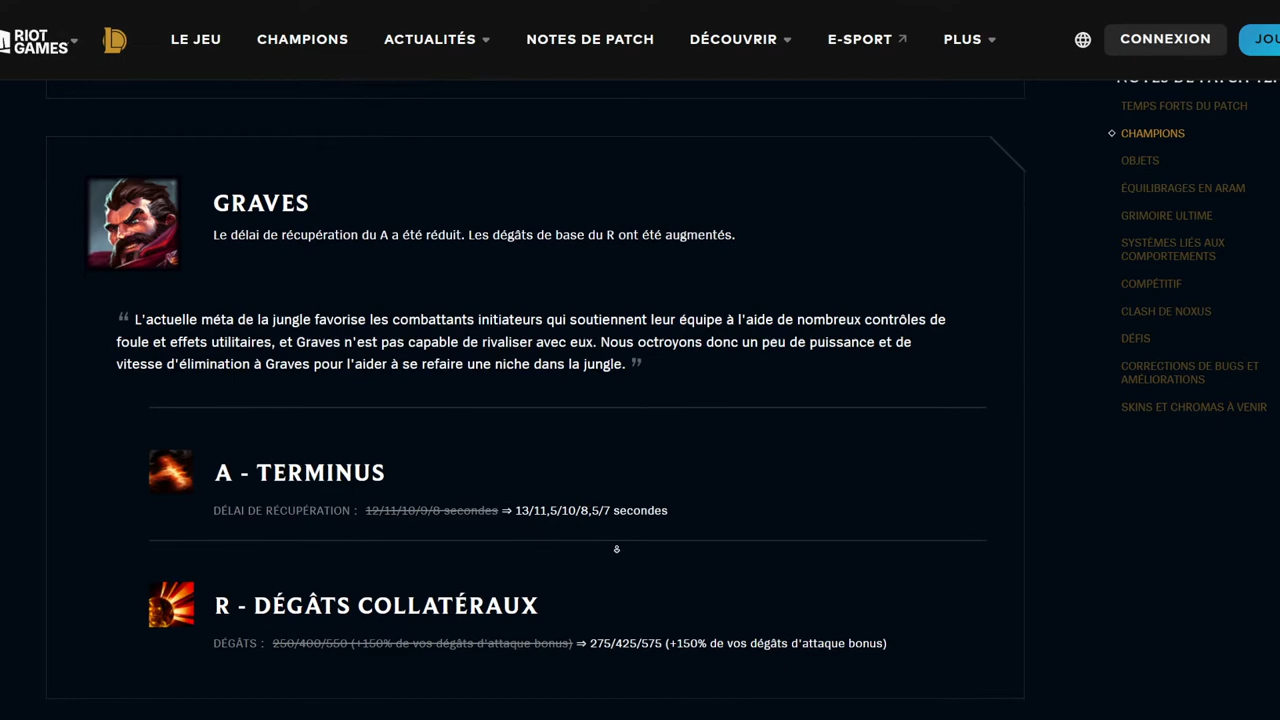 RIOT GAMES
LE JEU
CHAMPIONS
ACTUALITÉS
NOTES DE PATCH
DÉCOUVRIR
E-SPORT
PLUS
CONNEXION
JOU
TEMPS FORTS DU PATCH
CHAMPIONS
OBJETS
ÉQUILIBRAGES EN ARAM
GRIMOIRE ULTIME
SYSTÈMES LIÉS AUX
COMPORTEMENTS
COMPÉTITIF
CLASH DE NOXUS
DÉFIS
CORRECTIONS DE BUGS ET
AMÉLIORATIONS
SKINS ET CHROMAS À VENIR
GRAVES
Le délai de récupération du A a été réduit. Les dégâts de base du R ont été augmentés.
“ L'actuelle méta de la jungle favorise les combattants initiateurs qui soutiennent leur équipe à l'aide de nombreux contrôles de
foule et effets utilitaires, et Graves n'est pas capable de rivaliser avec eux. Nous octroyons donc un peu de puissance et de
vitesse d'élimination à Graves pour l'aider à se refaire une niche dans la jungle. ”
A - TERMINUS
DÉLAI DE RÉCUPÉRATION : 12/11/10/9/8 secondes ⇒ 13/11,5/10/8,5/7 secondes
R - DÉGÂTS COLLATÉRAUX
DÉGÂTS : 250/400/550 (+150% de vos dégâts d'attaque bonus) ⇒ 275/425/575 (+150% de vos dégâts d'attaque bonus)